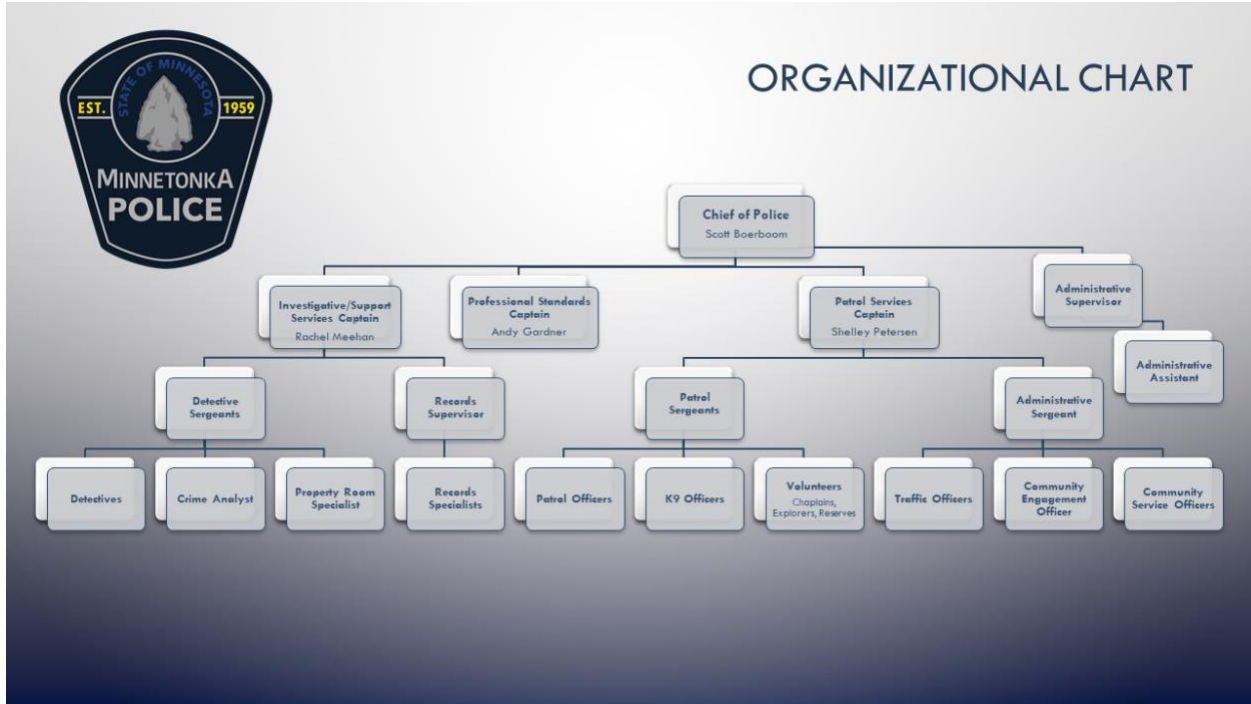 STATE OF MINNESOTA
EST. 1959
MINNETONKA
POLICE
ORGANIZATIONAL CHART
Chief of Police
Scott Boerboom
Investigative/Support
Services Captain
Rachel Meehan
Professional Standards
Captain
Andy Gardner
Patrol Services
Captain
Shelley Petersen
Administrative
Supervisor
Administrative
Assistant
Detective
Sergeants
Records
Supervisor
Patrol
Sergeants
Administrative
Sergeant
Detectives
Crime Analyst
Property Room
Specialist
Records
Specialists
Patrol Officers
K9 Officers
Volunteers
Chaplains,
Explorers, Reserves
Traffic Officers
Community
Engagement
Officer
Community
Service Officers